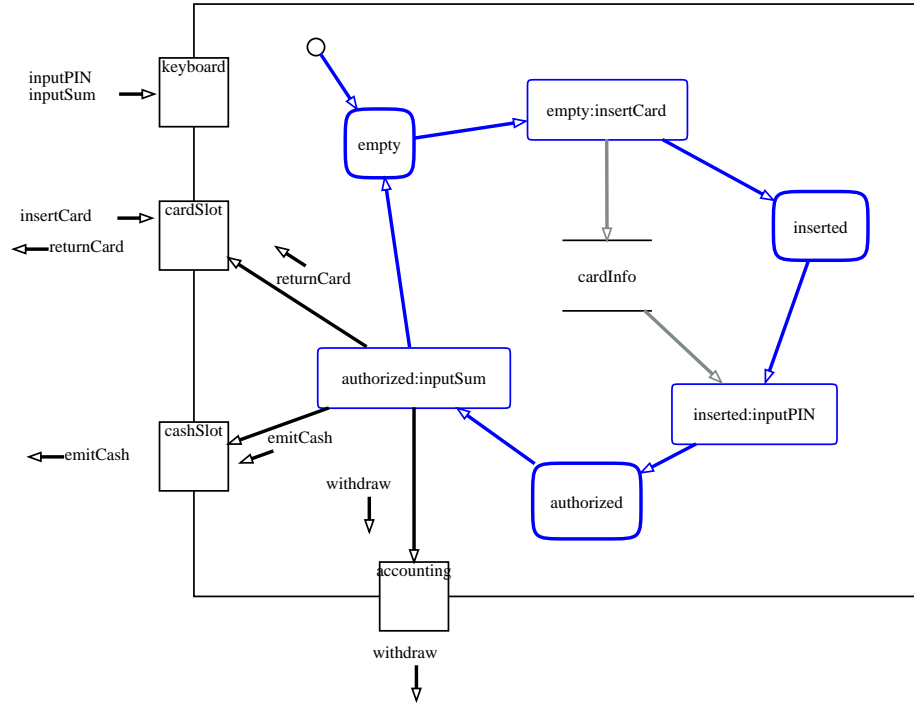 keyboard
inputPIN
inputSum
empty:insertCard
empty
cardSlot
insertCard
inserted
returnCard
returnCard
cardInfo
authorized:inputSum
inserted:inputPIN
cashSlot
emitCash
emitCash
withdraw
authorized
accounting
withdraw